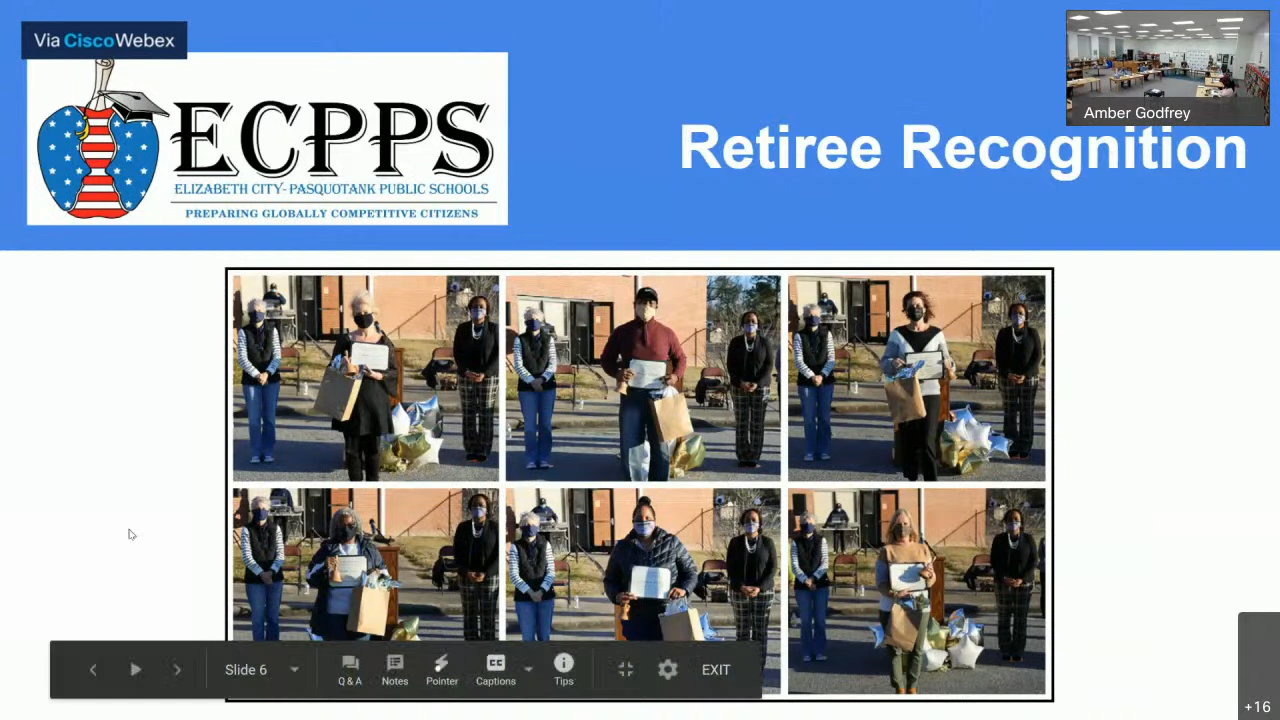 Via CiscoWebex
ECPPS
ELIZABETH CITY-PASQUOTANK PUBLIC SCHOOLS
PREPARING GLOBALLY COMPETITIVE CITIZENS
Amber Godfrey
Retiree Recognition
Slide 6
Q & A
Notes
Pointer
CC
Captions
Tips
EXIT
+16